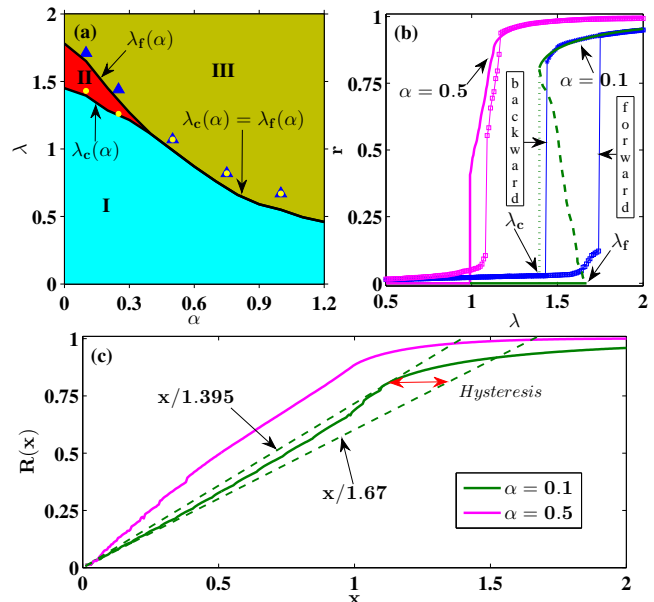 (a)
λf(α)
II
III
λc(α)
λc(α) = λf(α)
I
λ
2
1.5
1
0.5
0
0
0.3
0.6
0.9
1.2
α
(b)
α = 0.5
α = 0.1
backward
forward
λc
λf
r
1
0.75
0.5
0.25
0
0.5
1
1.5
2
λ
(c)
x/1.395
x/1.67
Hysteresis
α = 0.1
α = 0.5
R(x)
1
0.75
0.5
0.25
0
0
0.5
1
1.5
2
x